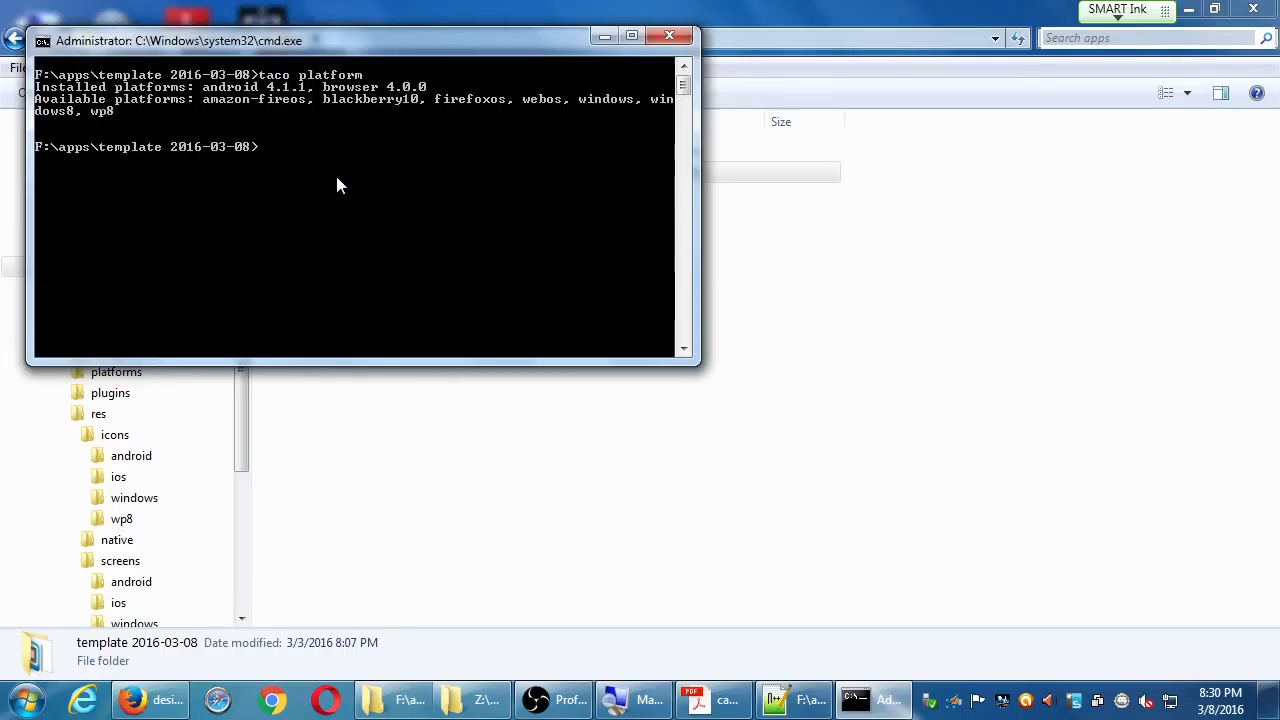 SMART Ink
Administrator: C:\Windows\system32\cmd.exe
Search apps
F:\apps\template 2016-03-08>taco platform
Installed platforms: android 4.1.1, browser 4.0.0
Available platforms: amazon-fireos, blackberry10, firefoxos, webos, windows, win
dows8, wp8
F:\apps\template 2016-03-08>
Size
platforms
plugins
res
icons
android
ios
windows
wp8
native
screens
android
ios
windows
template 2016-03-08 Date modified: 3/3/2016 8:07 PM
File folder
desi...
F:\a...
Z:\...
Prof...
Ma...
PDF
ca...
F:\a...
Ad...
8:30 PM
3/8/2016